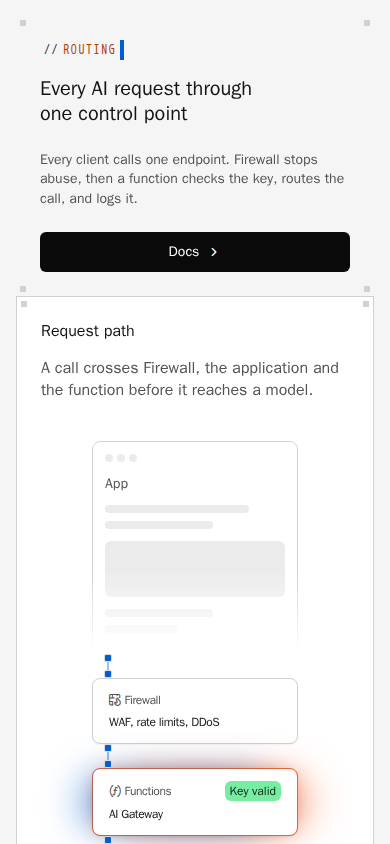 // ROUTING
Every AI request through
one control point
Every client calls one endpoint. Firewall stops
abuse, then a function checks the key, routes the
call, and logs it.
Docs
Request path
A call crosses Firewall, the application and
the function before it reaches a model.
App
Firewall
WAF, rate limits, DDoS
Functions
Key valid
AI Gateway